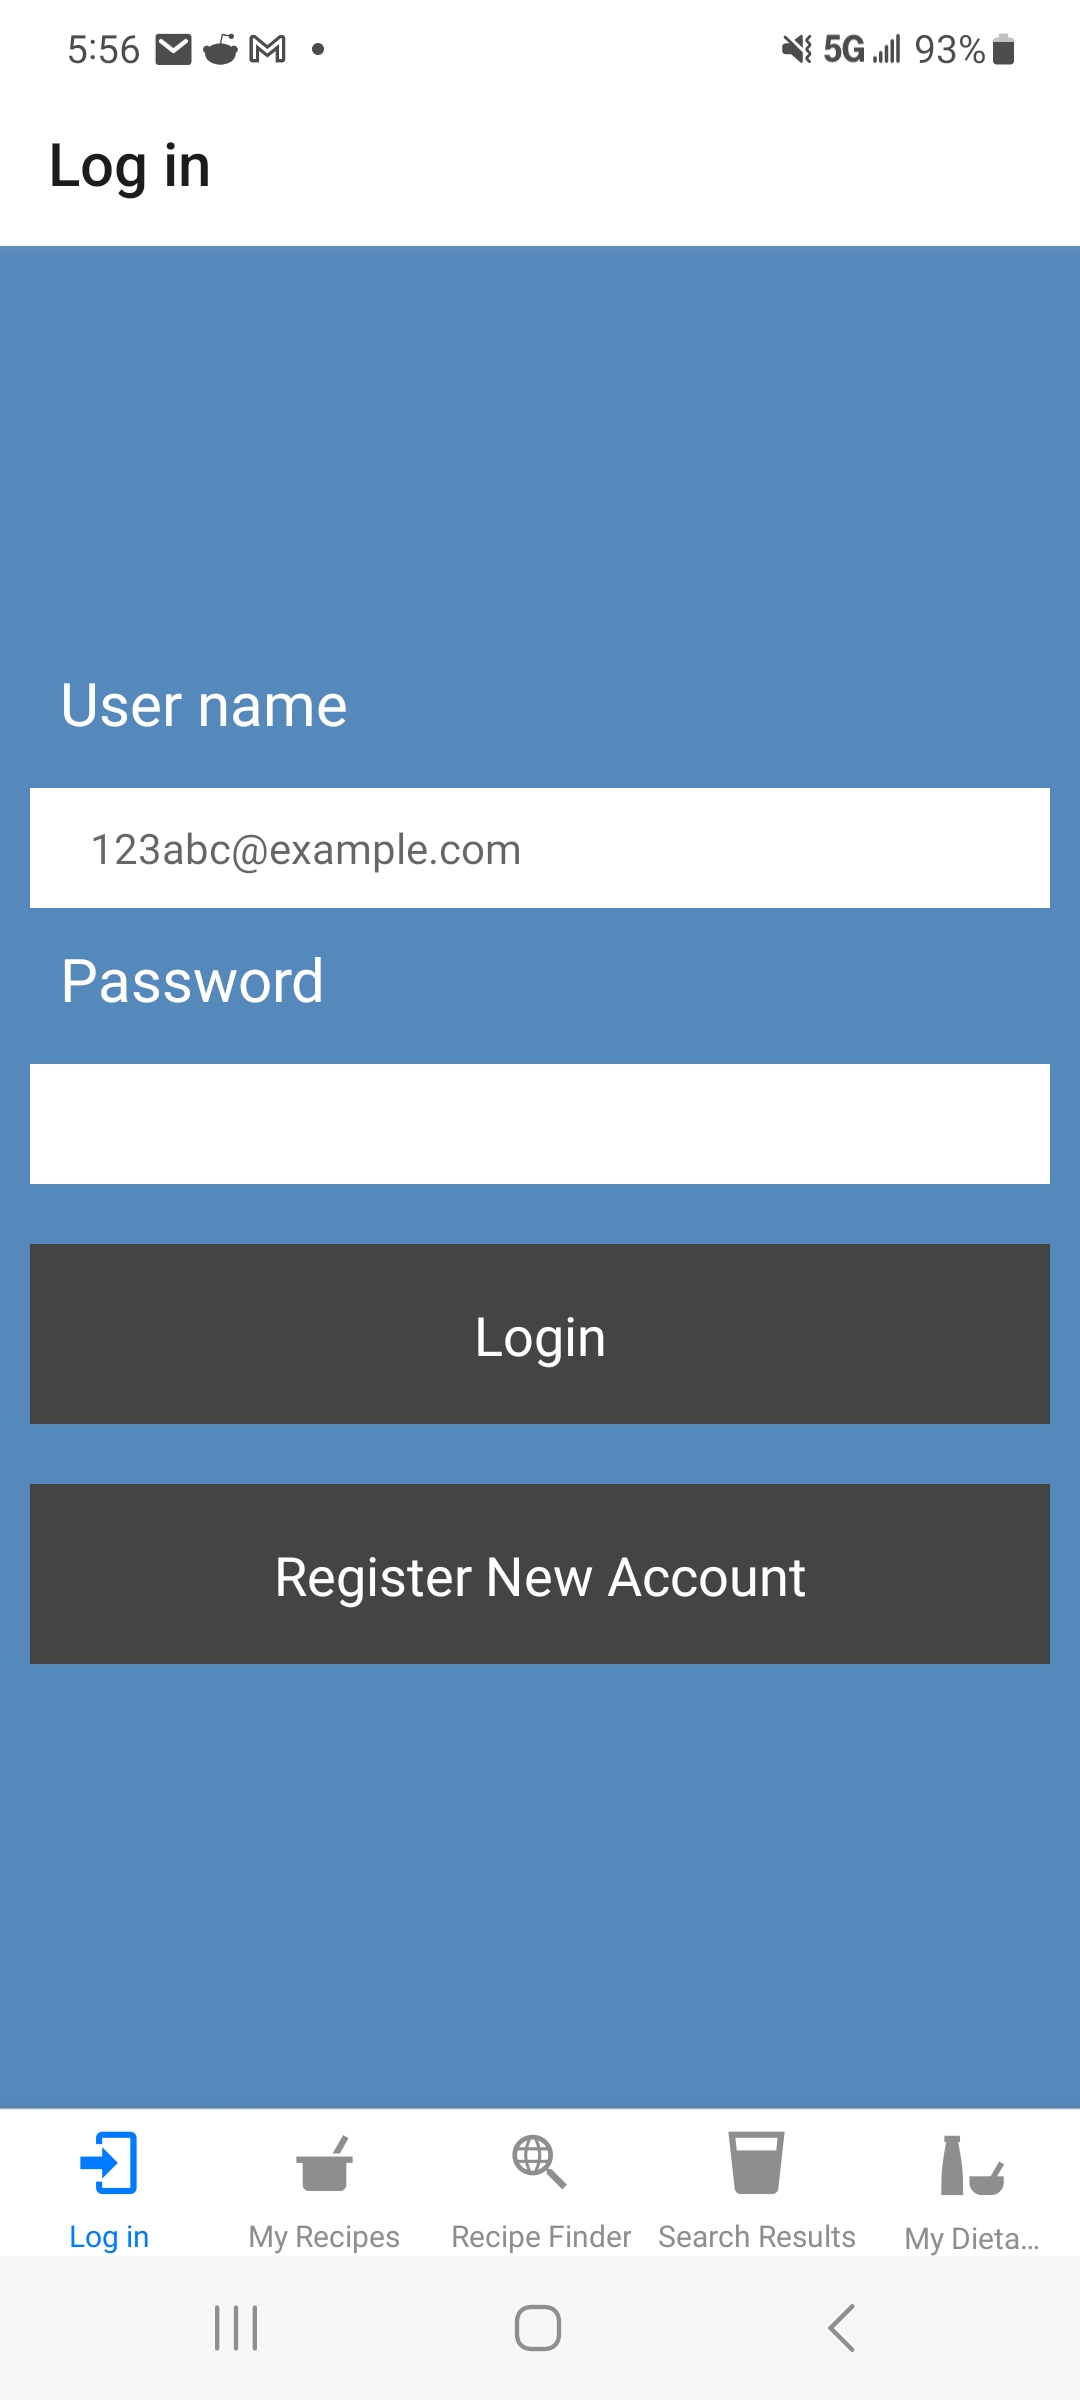 5:56 5G 93%
Log in
User name
123abc@example.com
Password
Login
Register New Account
Log in My Recipes Recipe Finder Search Results My Dieta...